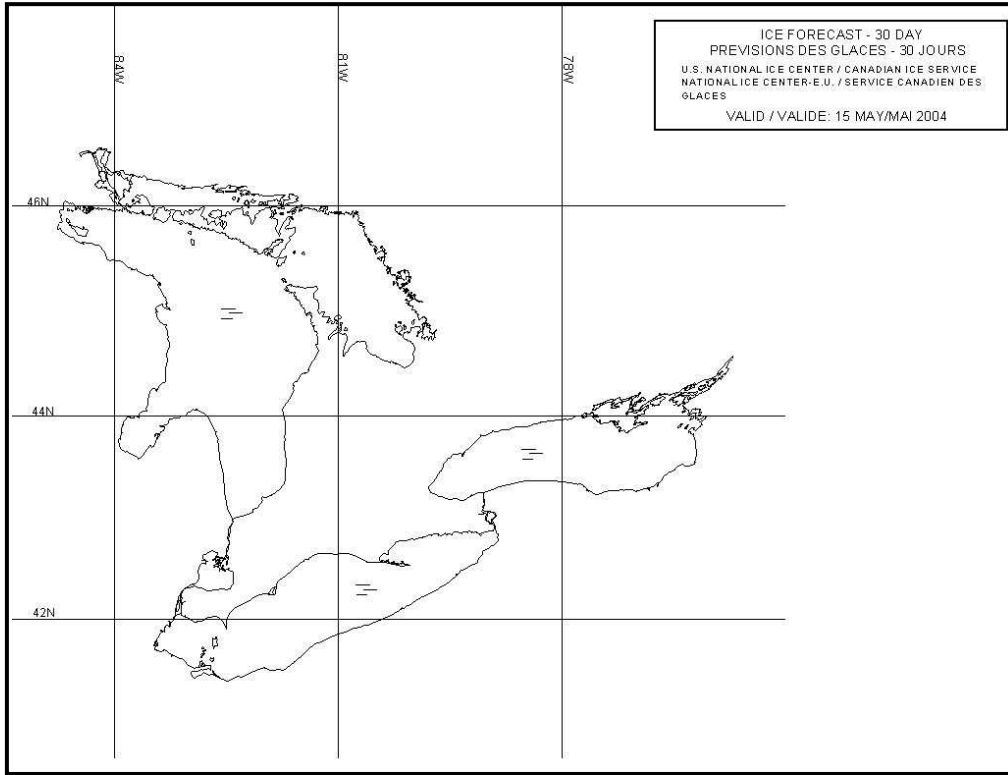 ICE FORECAST - 30 DAY
PREVISIONS DES GLACES - 30 JOURS
U.S. NATIONAL ICE CENTER / CANADIAN ICE SERVICE
NATIONAL ICE CENTER-E.U. / SERVICE CANADIEN DES
GLACES
VALID / VALIDE: 15 MAY/MAI 2004
84W
81W
78W
46N
44N
42N